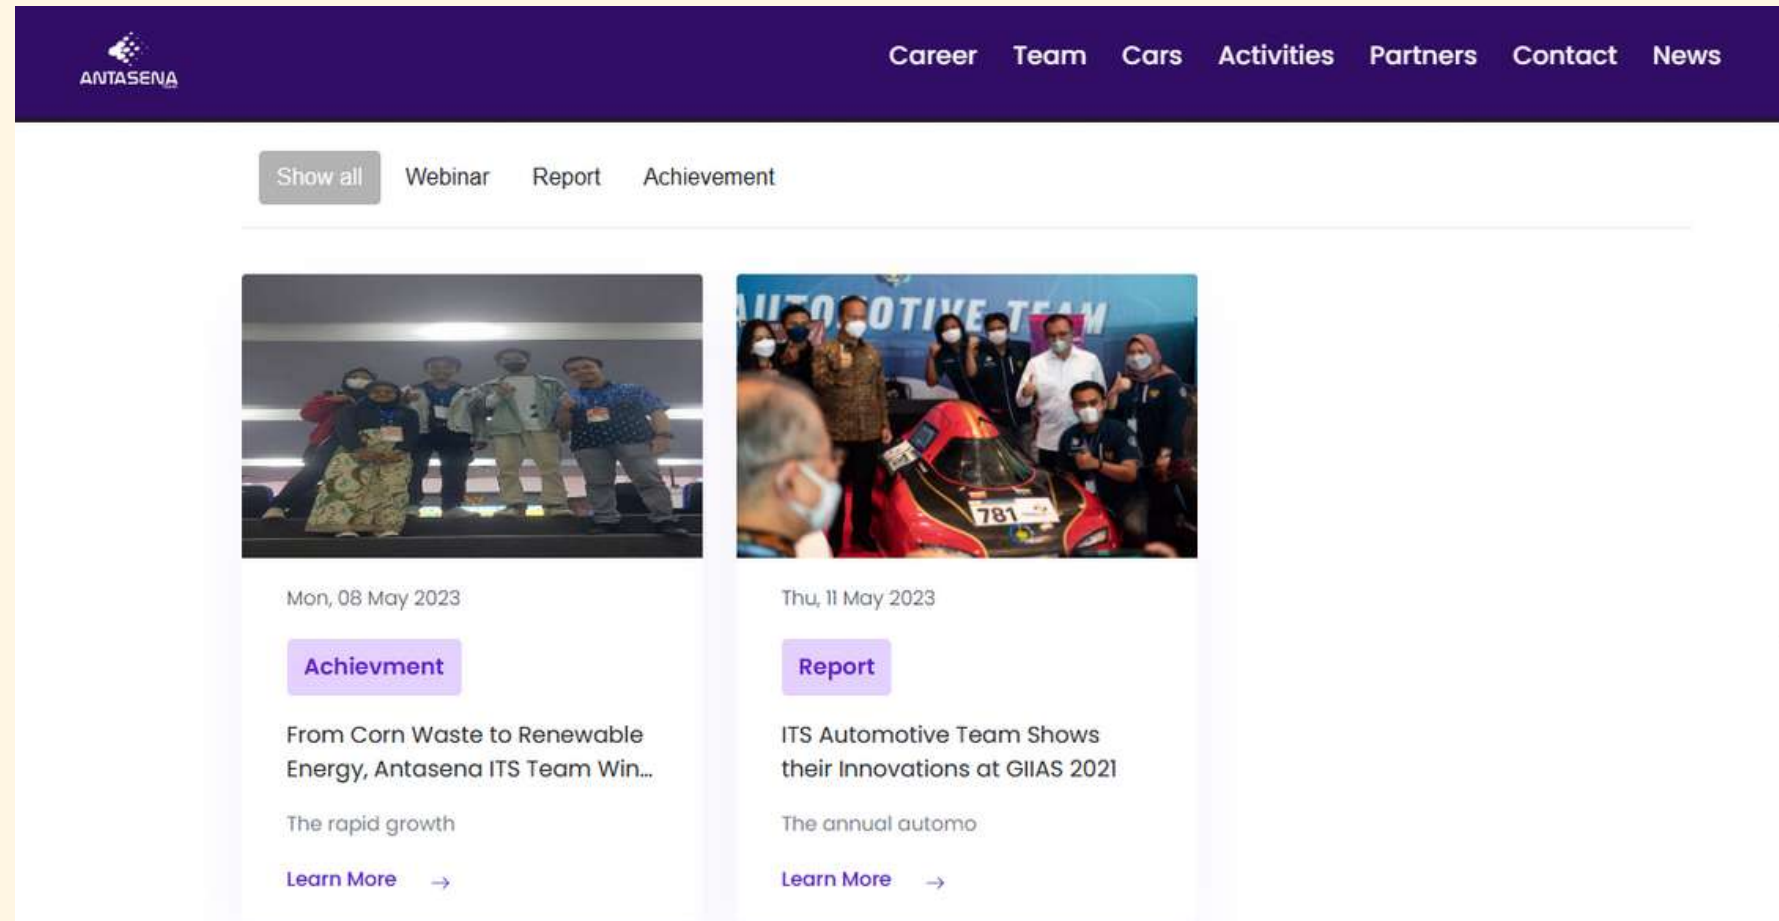 ANTASENA
Career Team Cars Activities Partners Contact News
Show all Webinar Report Achievement
AUTOMOTIVE TEAM
781
Mon, 08 May 2023
Achievment
From Corn Waste to Renewable
Energy, Antasena ITS Team Win...
The rapid growth
Learn More →
Thu, 11 May 2023
Report
ITS Automotive Team Shows
their Innovations at GIIAS 2021
The annual automo
Learn More →